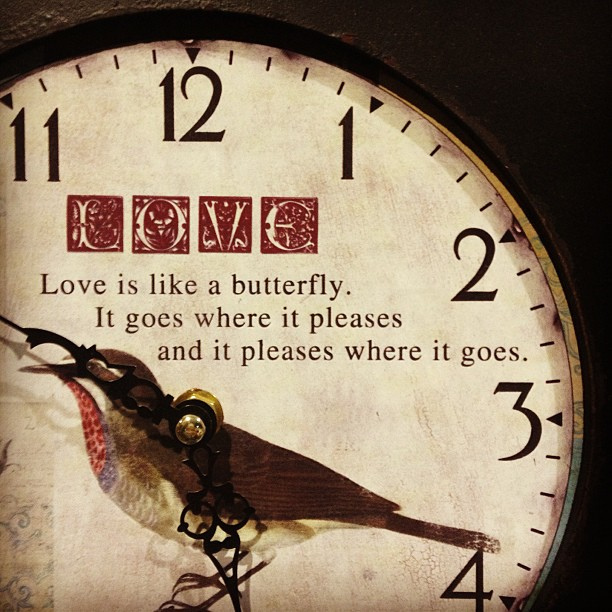 12
11
1
LOVE
2
Love is like a butterfly.
It goes where it pleases
and it pleases where it goes.
3
4